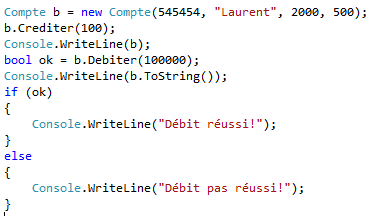 Compte b = new Compte(545454, "Laurent", 2000, 500);
b.Crediter(100);
Console.WriteLine(b);
bool ok = b.Debiter(100000);
Console.WriteLine(b.ToString());
if (ok)
{
    Console.WriteLine("Débit réussi!");
}
else
{
    Console.WriteLine("Débit pas réussi!");
}